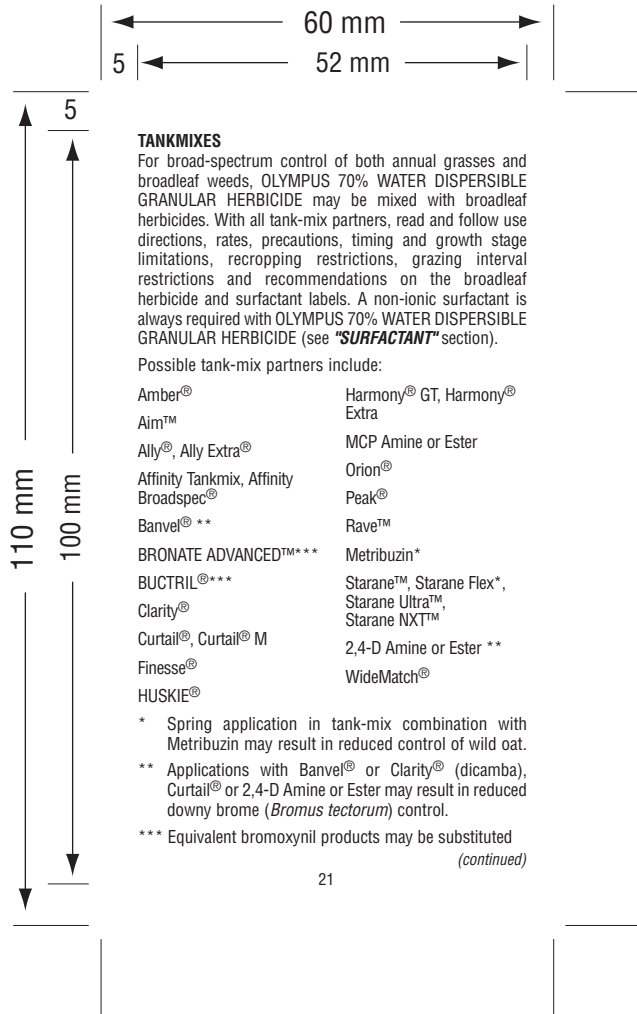 60 mm
5
52 mm
5
110 mm
100 mm
TANKMIXES
For broad-spectrum control of both annual grasses and
broadleaf weeds, OLYMPUS 70% WATER DISPERSIBLE
GRANULAR HERBICIDE may be mixed with broadleaf
herbicides. With all tank-mix partners, read and follow use
directions, rates, precautions, timing and growth stage
limitations, recropping restrictions, grazing interval
restrictions and recommendations on the broadleaf
herbicide and surfactant labels. A non-ionic surfactant is
always required with OLYMPUS 70% WATER DISPERSIBLE
GRANULAR HERBICIDE (see "SURFACTANT" section).
Possible tank-mix partners include:
Amber®
Aim™
Ally®, Ally Extra®
Affinity Tankmix, Affinity
Broadspec®
Banvel® **
BRONATE ADVANCED™***
BUCTRIL®***
Clarity®
Curtail®, Curtail® M
Finesse®
HUSKIE®
Harmony® GT, Harmony®
Extra
MCP Amine or Ester
Orion®
Peak®
Rave™
Metribuzin*
Starane™, Starane Flex*,
Starane Ultra™,
Starane NXT™
2,4-D Amine or Ester **
WideMatch®
* Spring application in tank-mix combination with
Metribuzin may result in reduced control of wild oat.
** Applications with Banvel® or Clarity® (dicamba),
Curtail® or 2,4-D Amine or Ester may result in reduced
downy brome (Bromus tectorum) control.
*** Equivalent bromoxynil products may be substituted
(continued)
21